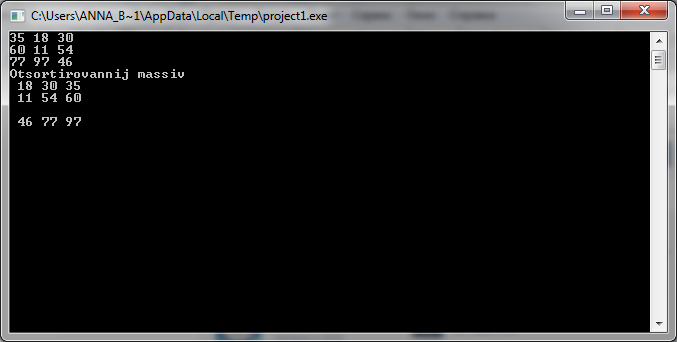 C:\Users\ANNA_B~1\AppData\Local\Temp\project1.exe
35 18 30
60 11 54
77 97 46
Otsortirovannij massiv
18 30 35
11 54 60
46 77 97